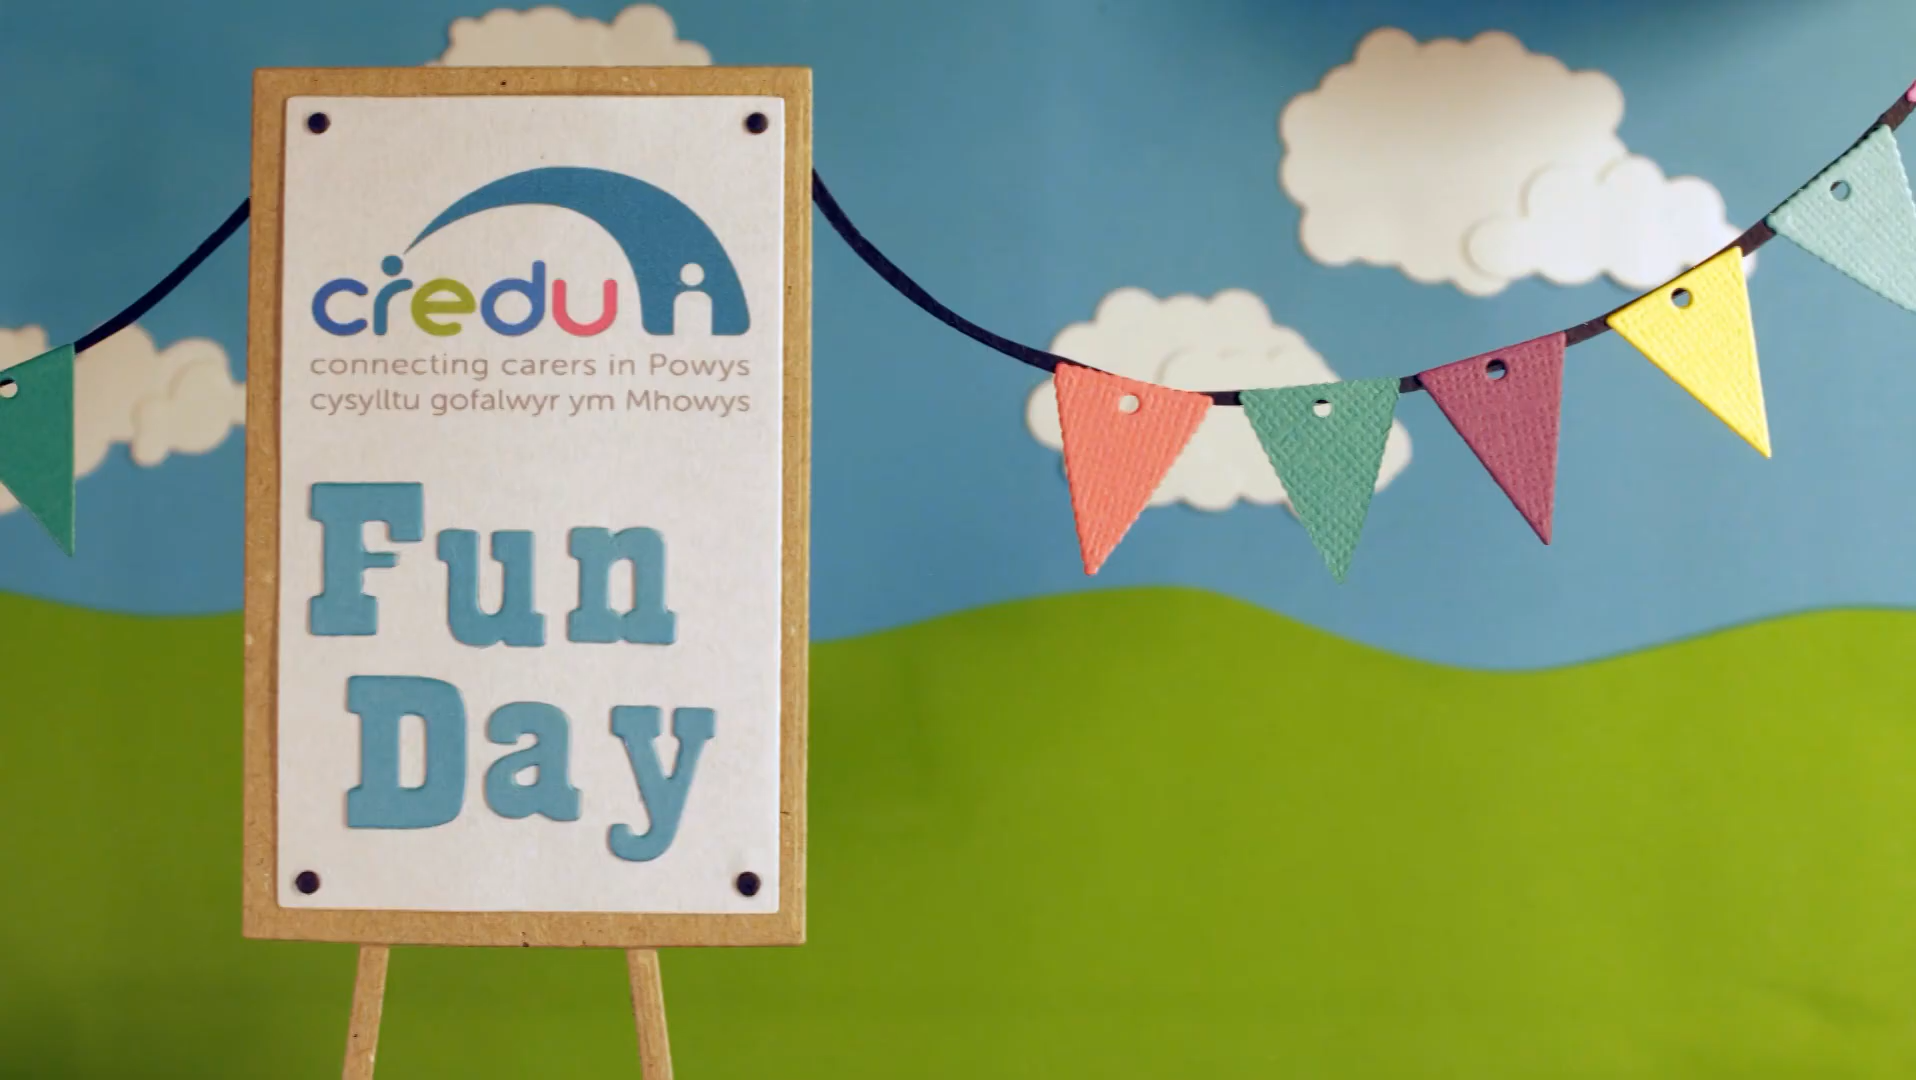 credu
connecting carers in Powys
cysylltu gofalwyr ym Mhowys
Fun
Day